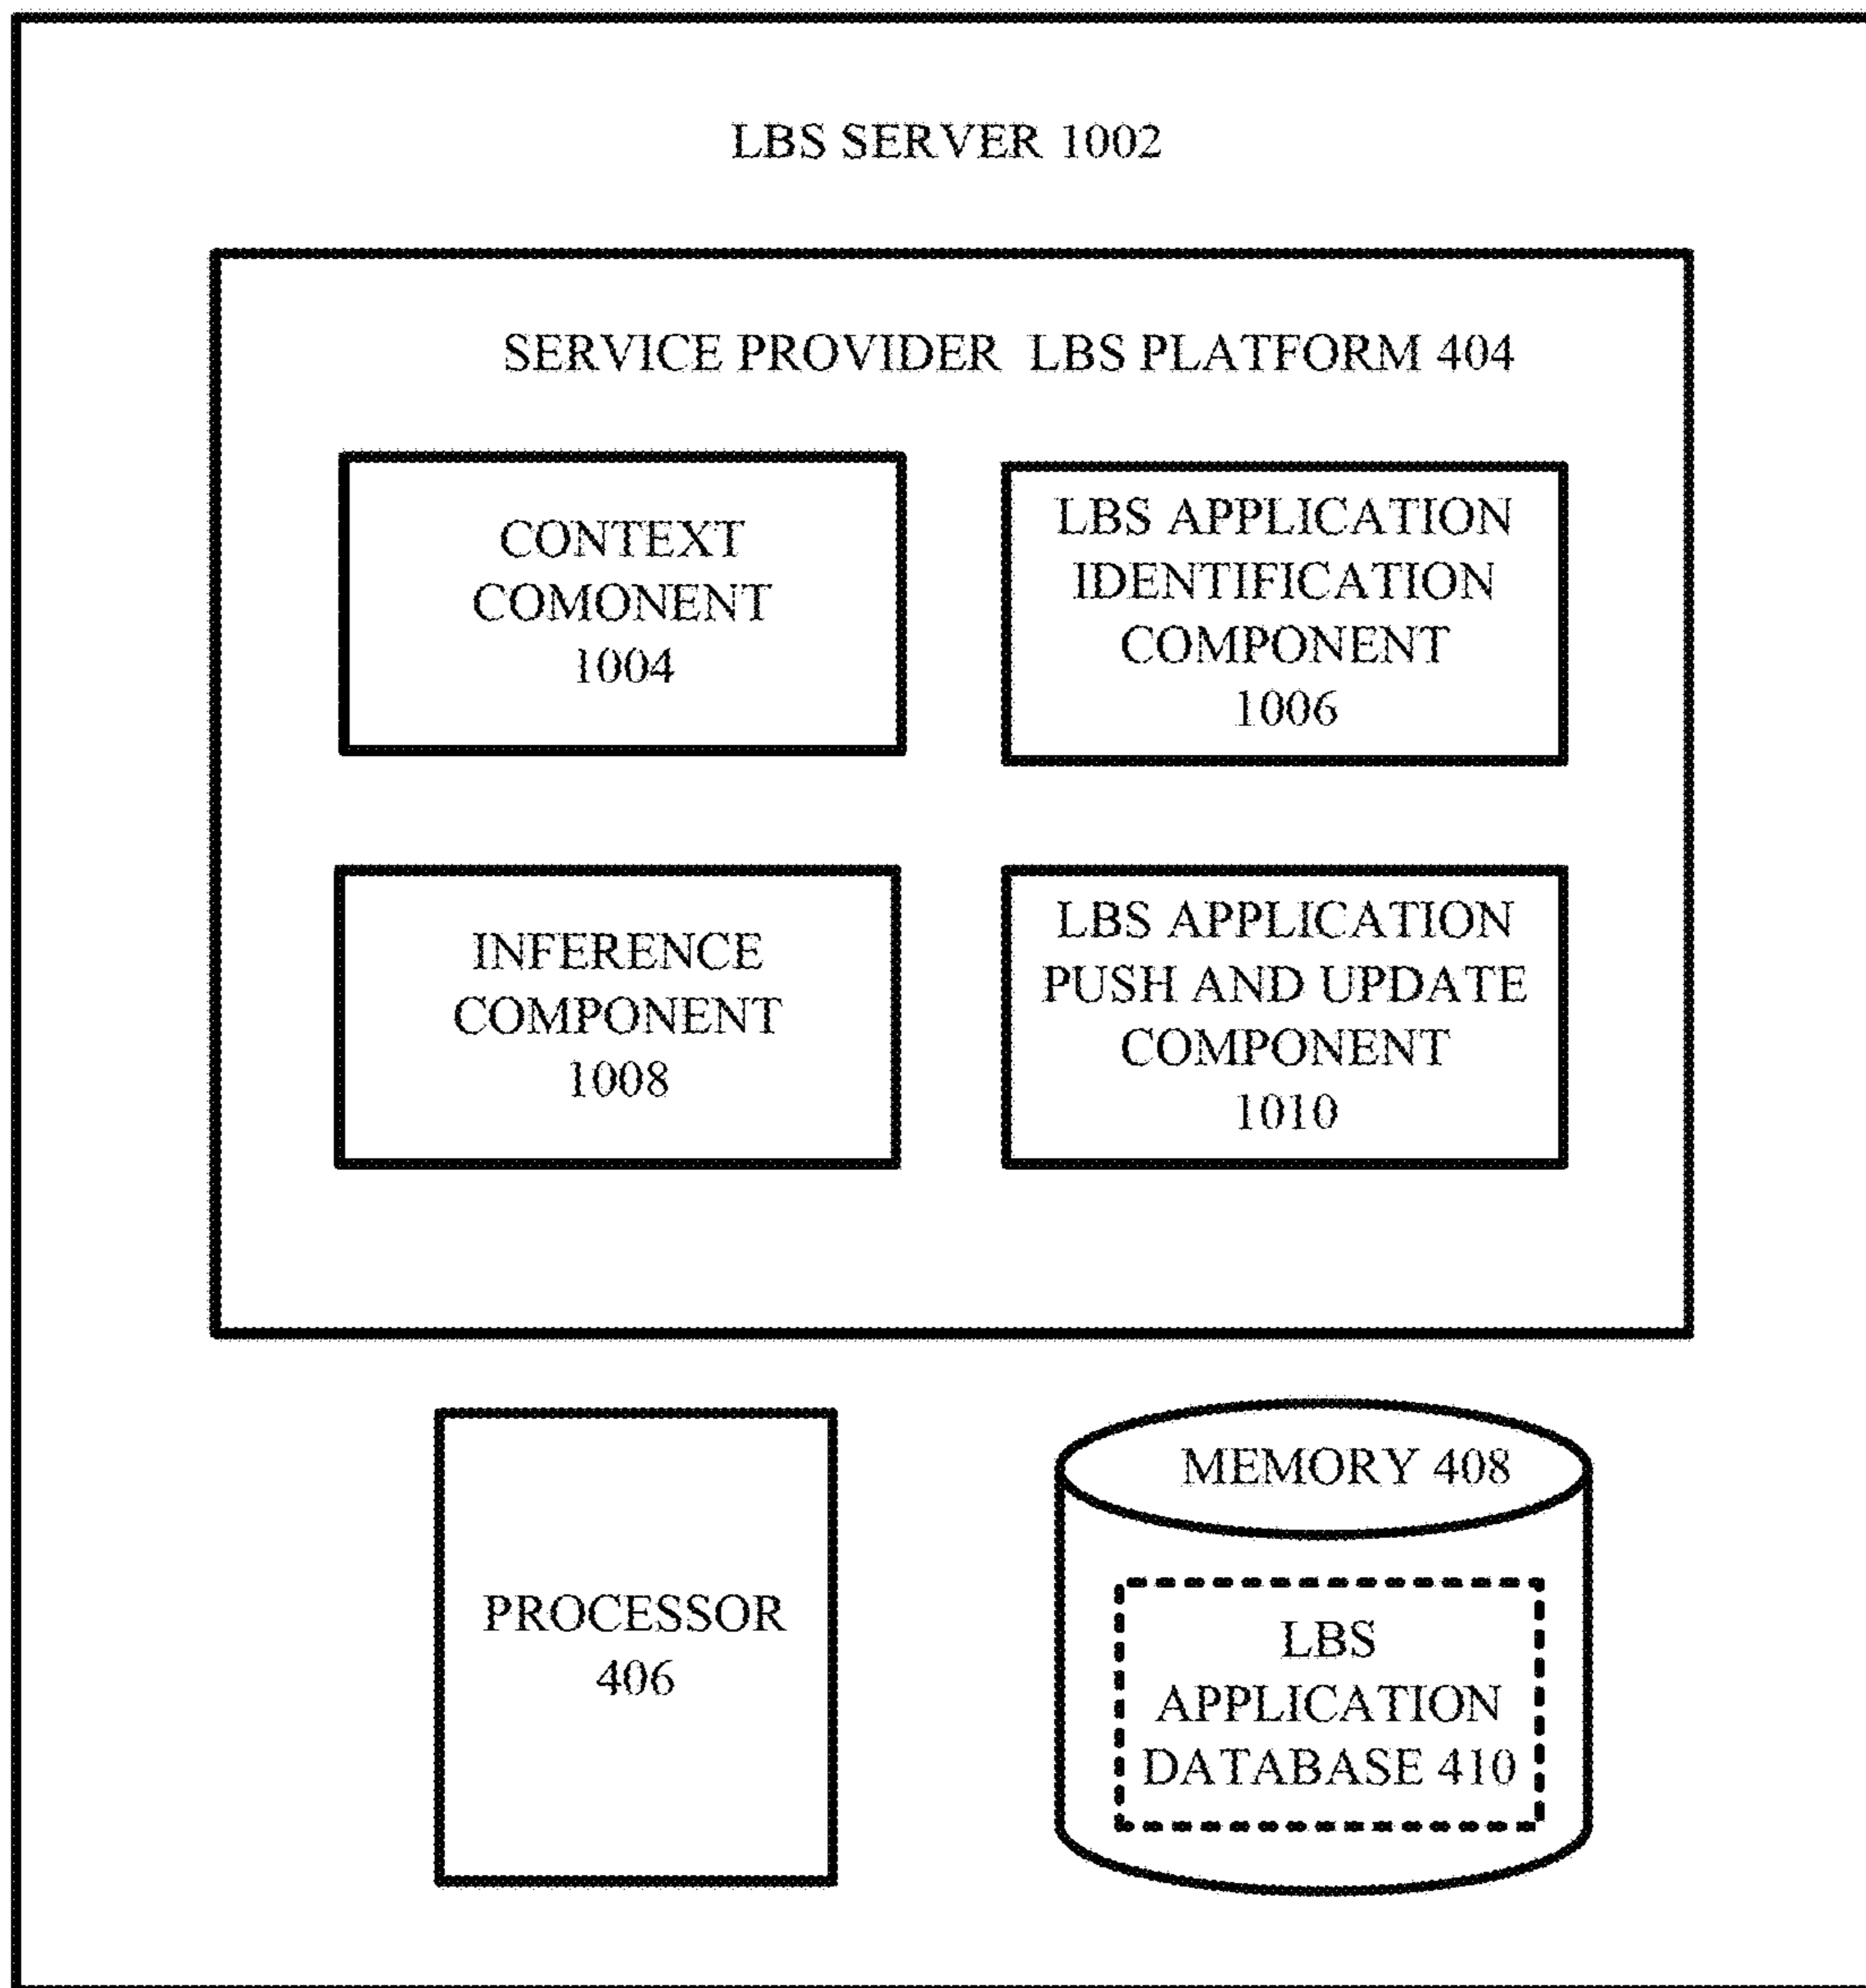 LBS SERVER 1002
SERVICE PROVIDER LBS PLATFORM 404
CONTEXT
COMONENT
1004
LBS APPLICATION
IDENTIFICATION
COMPONENT
1006
INFERENCE
COMPONENT
1008
LBS APPLICATION
PUSH AND UPDATE
COMPONENT
1010
PROCESSOR
406
MEMORY 408
LBS
APPLICATION
DATABASE 410